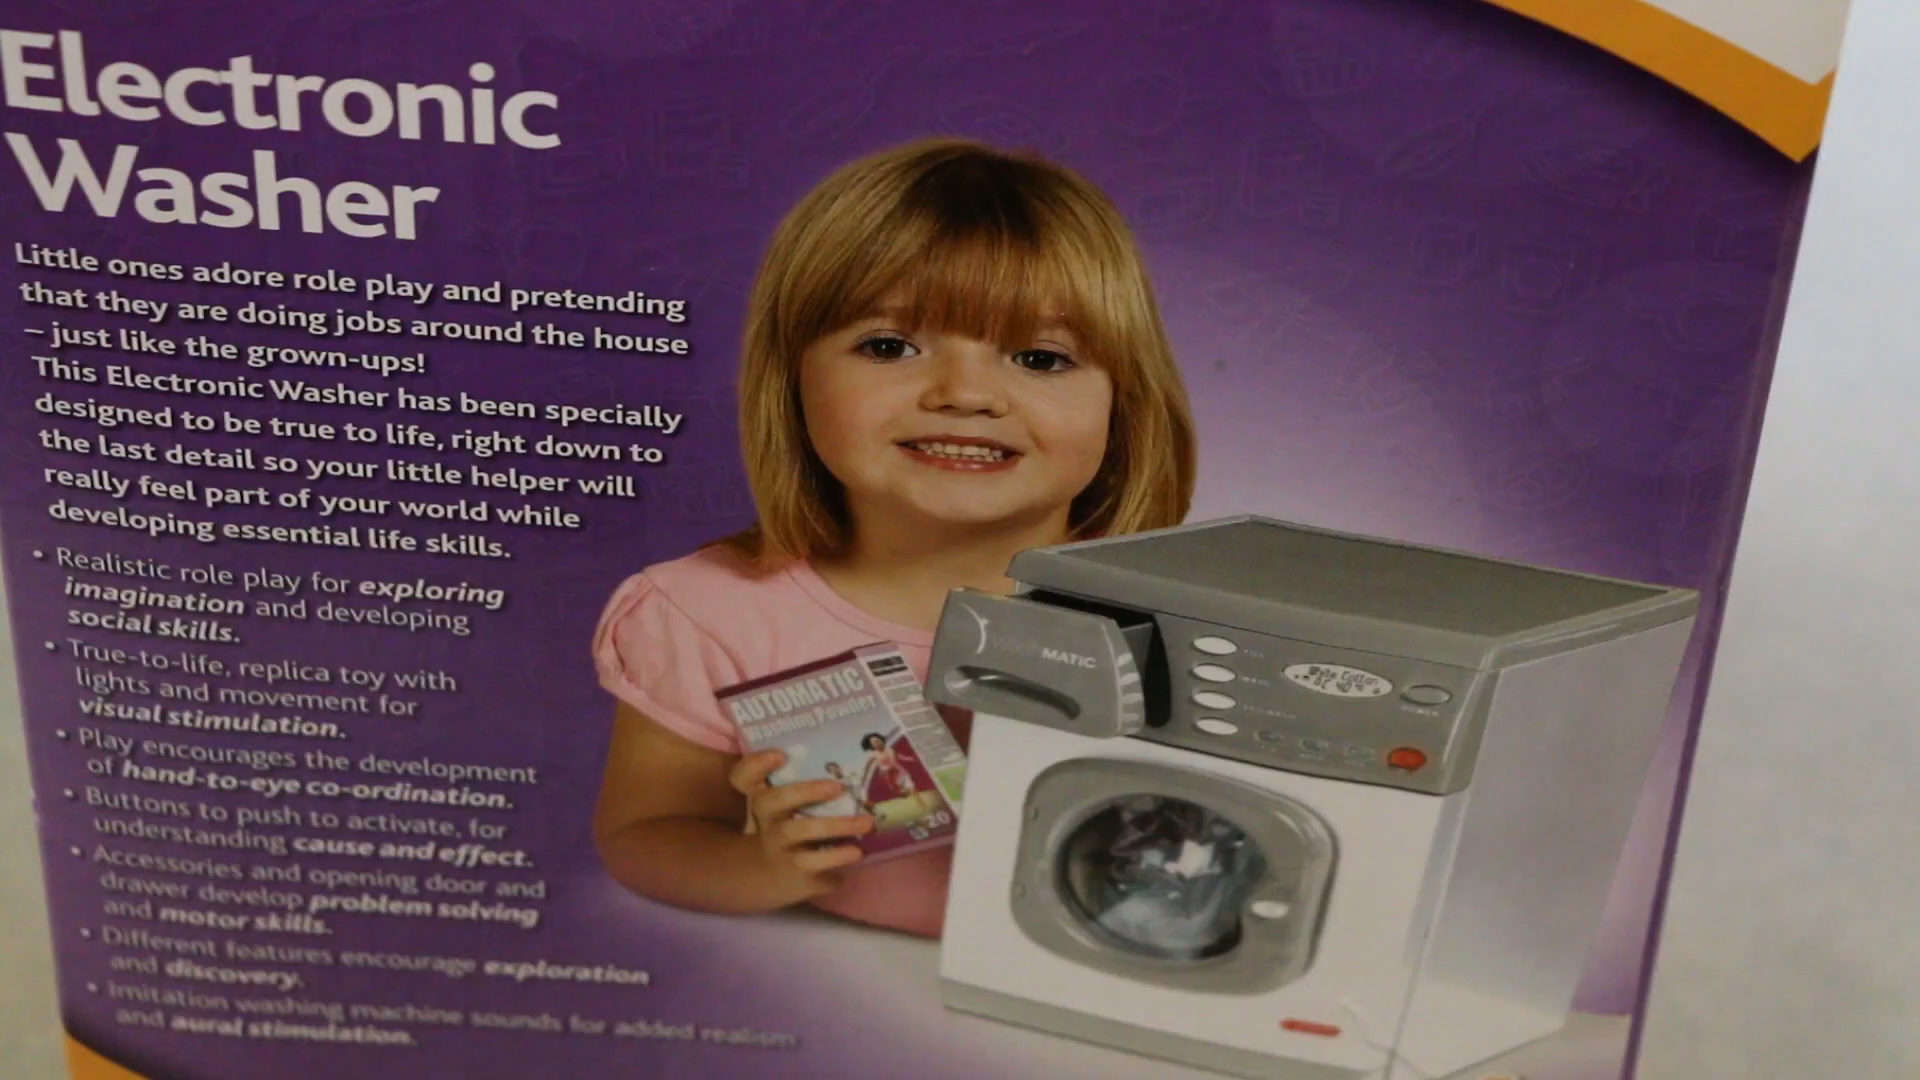 Electronic
Washer
Little ones adore role play and pretending
that they are doing jobs around the house
– just like the grown-ups!
This Electronic Washer has been specially
designed to be true to life, right down to
the last detail so your little helper will
really feel part of your world while
developing essential life skills.
• Realistic role play for exploring
imagination and developing
social skills.
• True-to-life, replica toy with
lights and movement for
visual stimulation.
• Play encourages the development
of hand-to-eye co-ordination.
• Buttons to push to activate, for
understanding cause and effect.
• Accessories and opening door and
drawer develop problem solving
and motor skills.
• Different features encourage exploration
and discovery.
• Imitation washing machine sounds for added realism
and aural stimulation.
AUTOMATIC
Washing Powder
20
MATIC
White Cotton